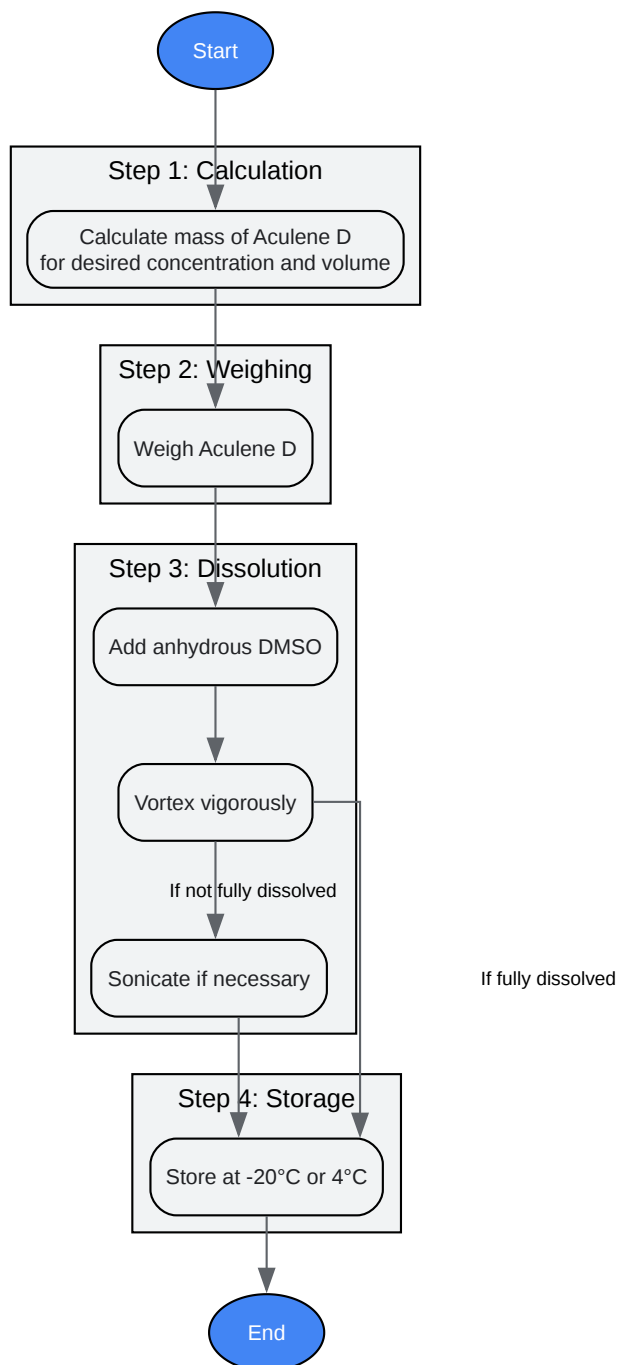 Start
Step 1: Calculation
Calculate mass of Aculene D
for desired concentration and volume
Step 2: Weighing
Weigh Aculene D
Step 3: Dissolution
Add anhydrous DMSO
Vortex vigorously
If not fully dissolved
Sonicate if necessary
If fully dissolved
Step 4: Storage
Store at -20°C or 4°C
End